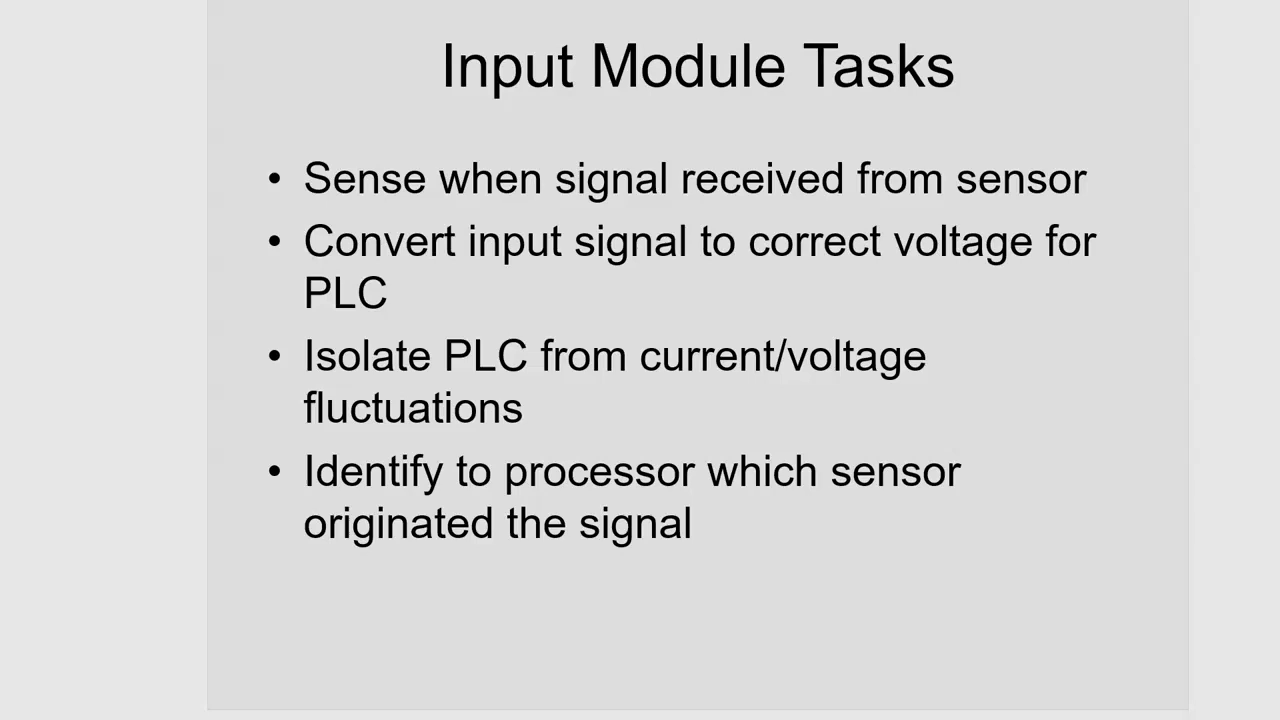 Input Module Tasks
• Sense when signal received from sensor
• Convert input signal to correct voltage for
PLC
• Isolate PLC from current/voltage
fluctuations
• Identify to processor which sensor
originated the signal